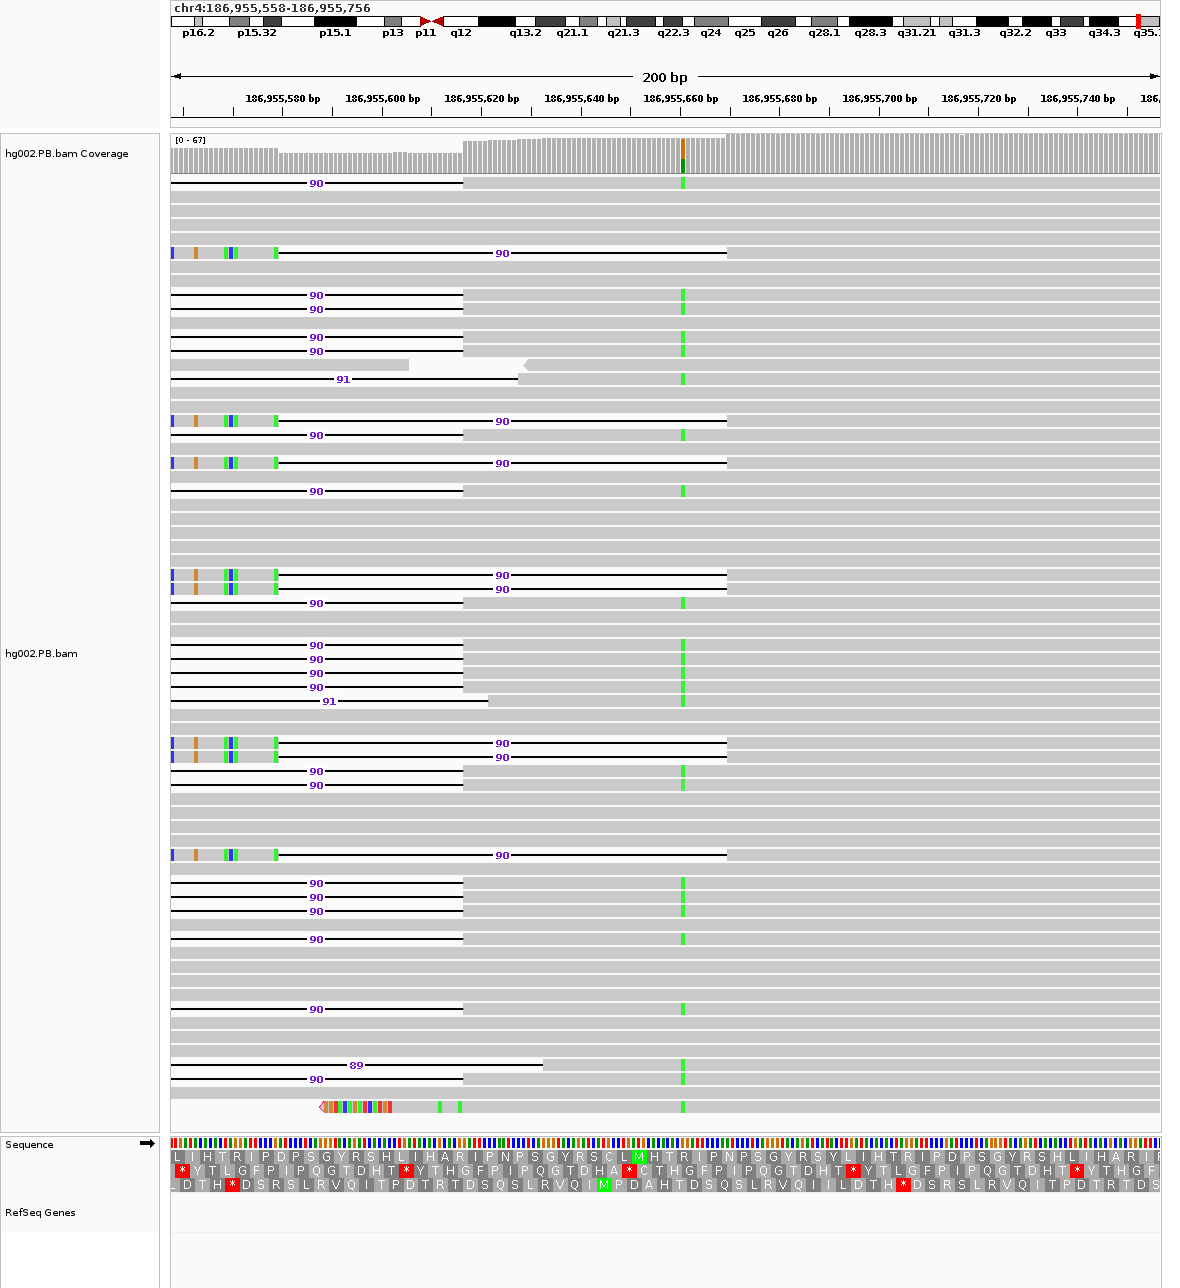 chr4:186,955,558-186,955,756
p16.2 p15.32 p15.1 p13 p11 q12 q13.2 q21.1 q21.3 q22.3 q24 q25 q26 q28.1 q28.3 q31.21 q31.3 q32.2 q33 q34.3 q35.
200 bp
186,955,580 bp 186,955,600 bp 186,955,620 bp 186,955,640 bp 186,955,660 bp 186,955,680 bp 186,955,700 bp 186,955,720 bp 186,955,740 bp 186,
[0 - 67]
hg002.PB.bam Coverage
90
90
90
90
90
90
91
90
90
90
90
90
90
90
90
90
90
90
hg002.PB.bam
91
90
90
90
90
90
90
90
90
90
90
89
90
Sequence
L I H T R I P D P S G Y R S H L I H A R I P N P S G Y R S C L M H T R I P N P S G Y R S Y L I H T R I P D P S G Y R S H L I H A R I P
* Y T L G F P I P Q G T D H T * Y T H G F P I P Q G T D H A * C T H G F P I P Q G T D H T * Y T L G F P I P Q G T D H T * Y T H G F
D T H * D S R S L R V Q I T P D T R T D S Q S L R V Q I M P D A H T D S Q S L R V Q I I L D T H * D S R S L R V Q I T P D T R T D S
RefSeq Genes